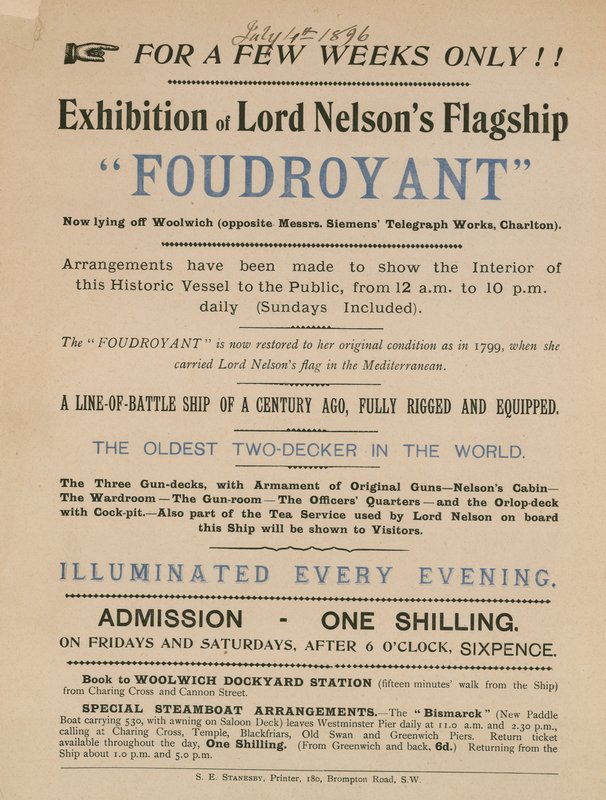 July 4th 1896
FOR A FEW WEEKS ONLY!!
Exhibition of Lord Nelson's Flagship
"FOUDROYANT"
Now lying off Woolwich (opposite Messrs. Siemens' Telegraph Works, Charlton).
Arrangements have been made to show the Interior of
this Historic Vessel to the Public, from 12 a.m. to 10 p.m.
daily (Sundays Included).
The "FOUDROYANT" is now restored to her original condition as in 1799, when she
carried Lord Nelson's flag in the Mediterranean.
A LINE-OF-BATTLE SHIP OF A CENTURY AGO, FULLY RIGGED AND EQUIPPED.
THE OLDEST TWO-DECKER IN THE WORLD.
The Three Gun-decks, with Armament of Original Guns—Nelson's Cabin—
The Wardroom—The Gun-room—The Officers' Quarters—and the Orlop-deck
with Cock-pit.—Also part of the Tea Service used by Lord Nelson on board
this Ship will be shown to Visitors.
ILLUMINATED EVERY EVENING.
ADMISSION - ONE SHILLING.
ON FRIDAYS AND SATURDAYS, AFTER 6 O'CLOCK, SIXPENCE.
Book to WOOLWICH DOCKYARD STATION (fifteen minutes' walk from the Ship)
from Charing Cross and Cannon Street.
SPECIAL STEAMBOAT ARRANGEMENTS.—The "Bismarck" (New Paddle
Boat carrying 530, with awning on Saloon Deck) leaves Westminster Pier daily at 11.0 a.m. and 2.30 p.m.,
calling at Charing Cross, Temple, Blackfriars, Old Swan and Greenwich Piers. Return ticket
available throughout the day, One Shilling. (From Greenwich and back, 6d.) Returning from the
Ship about 1.0 p.m. and 5.0 p.m.
S. E. STANESBY, Printer, 180, Brompton Road, S.W.